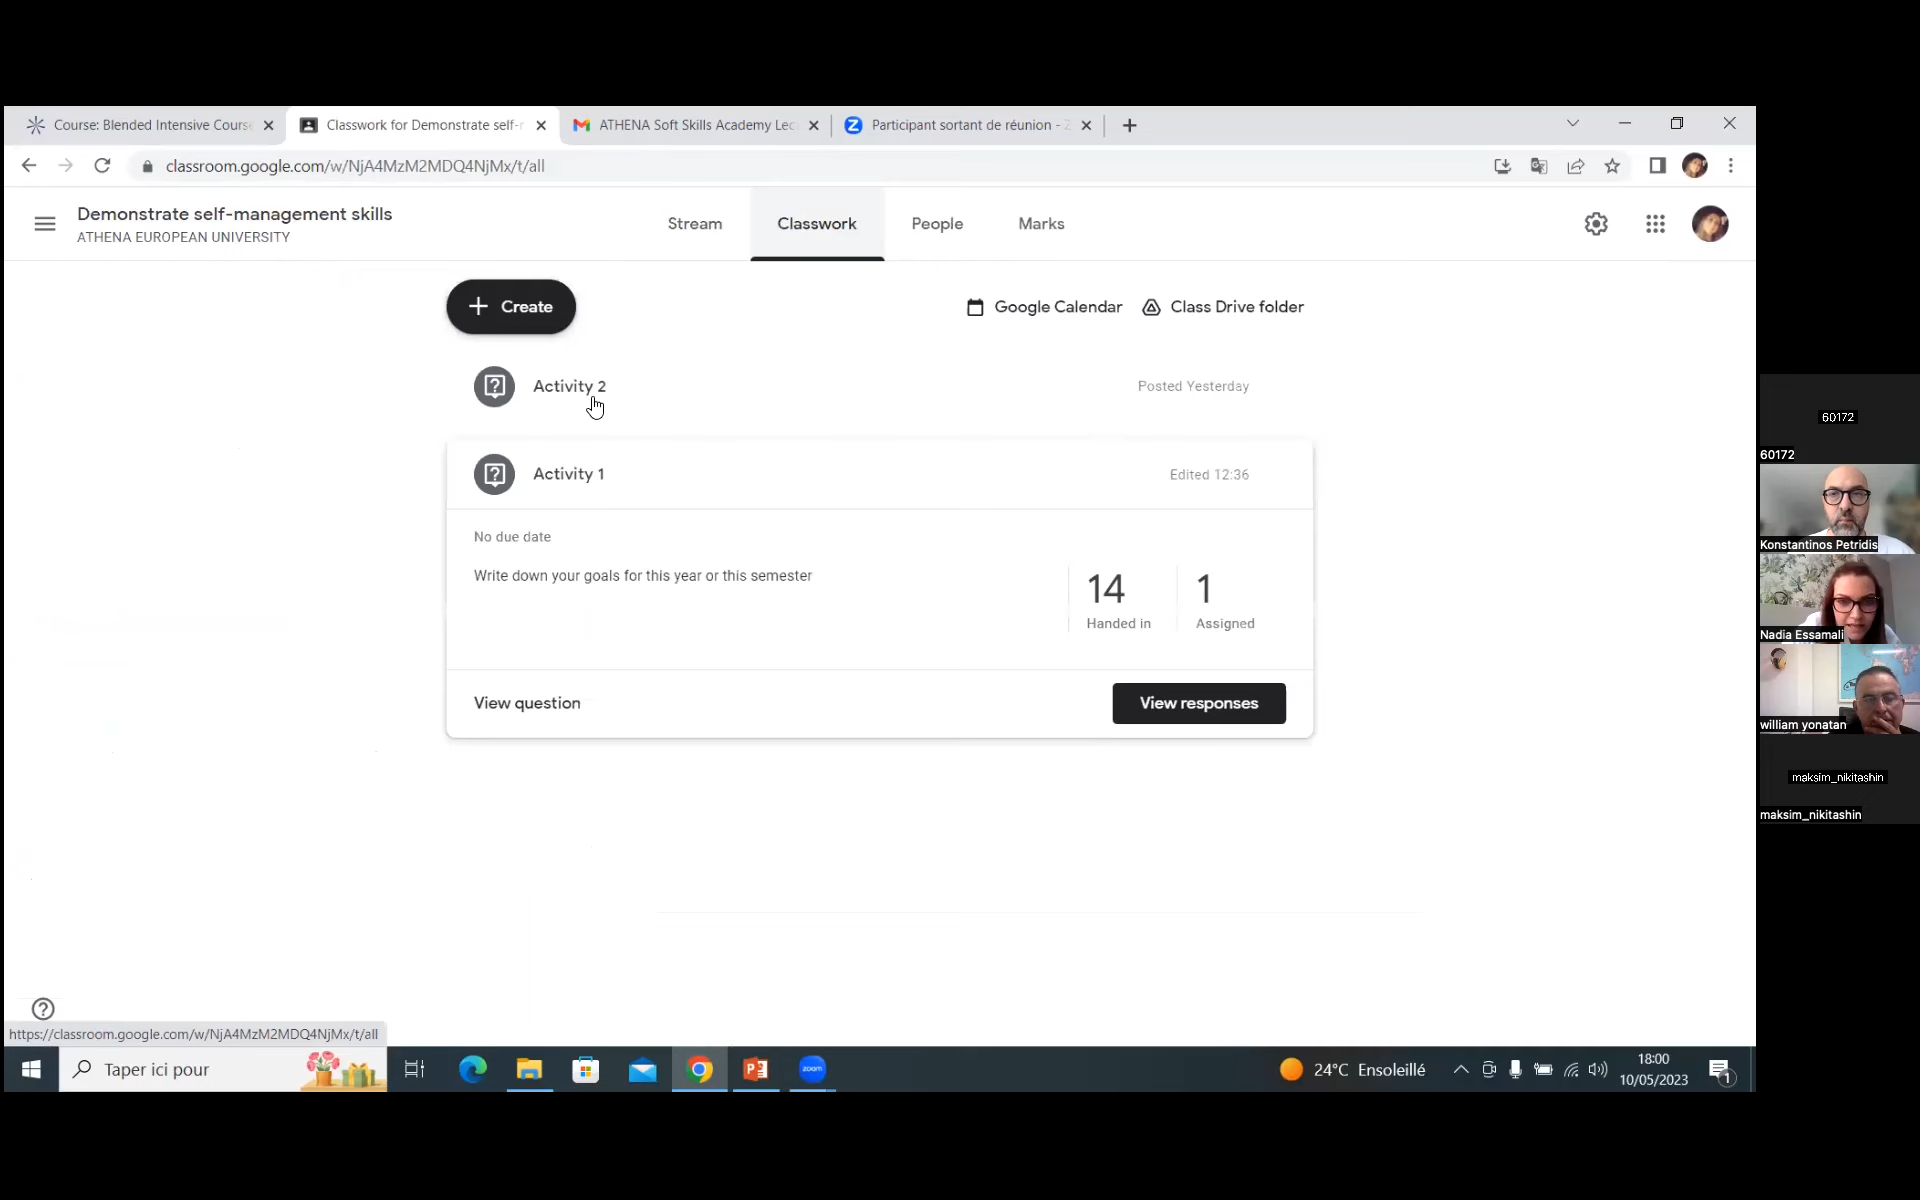 Course: Blended Intensive Course
Classwork for Demonstrate self-r
ATHENA Soft Skills Academy Lec
Participant sortant de réunion - Z
classroom.google.com/w/NjA4MzM2MDQ4NjMx/t/all
Demonstrate self-management skills
ATHENA EUROPEAN UNIVERSITY
Stream
Classwork
People
Marks
Create
Google Calendar
Class Drive folder
Activity 2
Posted Yesterday
Activity 1
Edited 12:36
No due date
Write down your goals for this year or this semester
14
Handed in
1
Assigned
View question
View responses
60172
60172
Konstantinos Petridis
Nadia Essamali
william yonatan
maksim_nikitashin
maksim_nikitashin
https://classroom.google.com/w/NjA4MzM2MDQ4NjMx/t/all
Taper ici pour
zoom
24°C Ensoleillé
18:00
10/05/2023
1